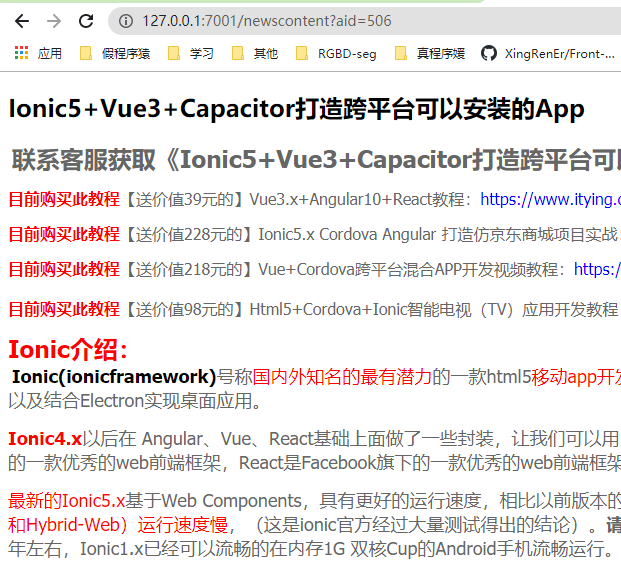 127.0.0.1:7001/newscontent?aid=506
应用 假程序猿 学习 其他 RGBD-seg 真程序媛 XingRenEr/Front-...
Ionic5+Vue3+Capacitor打造跨平台可以安装的App
联系客服获取《Ionic5+Vue3+Capacitor打造跨平台可
目前购买此教程【送价值39元的】Vue3.x+Angular10+React教程：https://www.itying.
目前购买此教程【送价值228元的】Ionic5.x Cordova Angular 打造仿京东商城项目实战
目前购买此教程【送价值218元的】Vue+Cordova跨平台混合APP开发视频教程：https:/
目前购买此教程【送价值98元的】Html5+Cordova+Ionic智能电视（TV）应用开发教程
Ionic介绍：
Ionic(ionicframework)号称国内外知名的最有潜力的一款html5移动app开
以及结合Electron实现桌面应用。
Ionic4.x以后在 Angular、Vue、React基础上面做了一些封装，让我们可以用
的一款优秀的web前端框架，React是Facebook旗下的一款优秀的web前端框架
最新的Ionic5.x基于Web Components，具有更好的运行速度，相比以前版本的
和Hybrid-Web）运行速度慢，（这是ionic官方经过大量测试得出的结论）。请
年左右，Ionic1.x已经可以流畅的在内存1G 双核Cup的Android手机流畅运行。